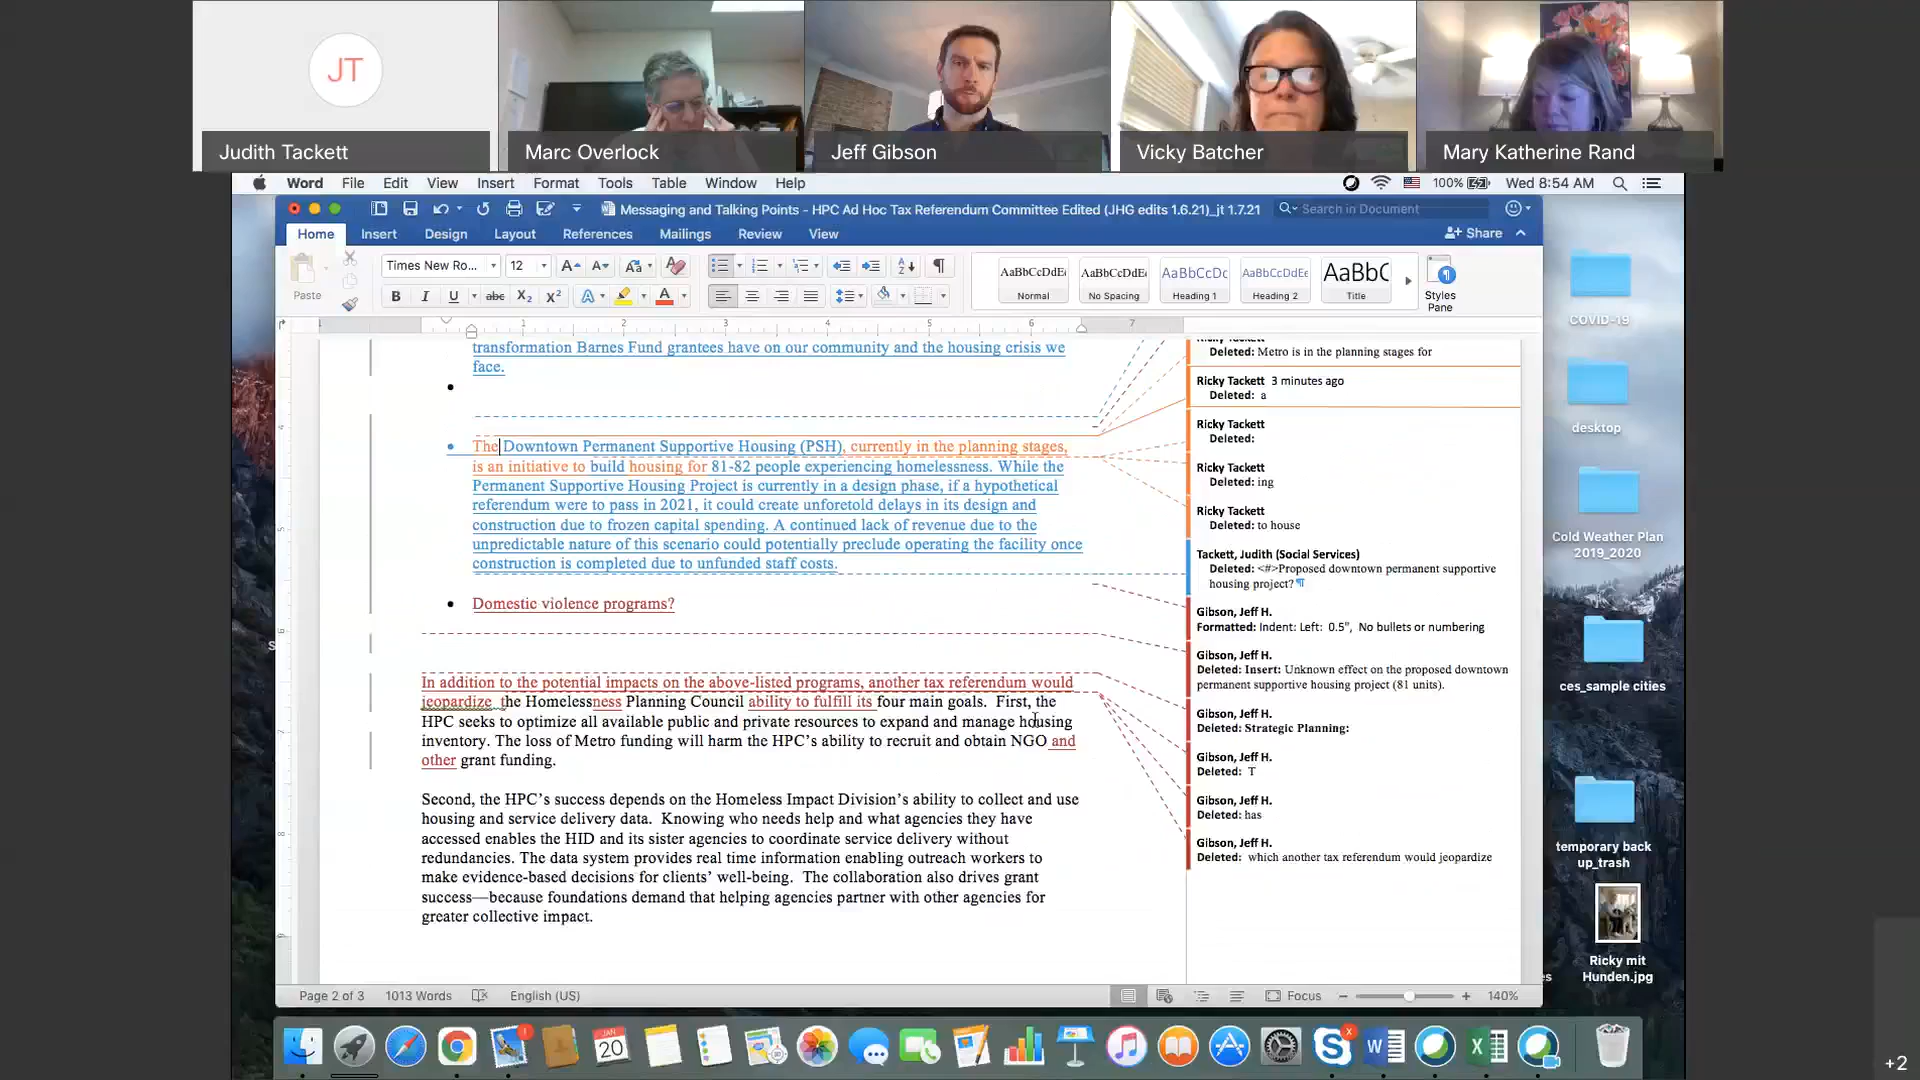 JT
Judith Tackett
Marc Overlock
Jeff Gibson
Vicky Batcher
Mary Katherine Rand
Word File Edit View Insert Format Tools Table Window Help
100% Wed 8:54 AM
Messaging and Talking Points - HPC Ad Hoc Tax Referendum Committee Edited (JHG edits 1.6.21)_jt 1.7.21
Search in Document
Home Insert Design Layout References Mailings Review View
Share
Paste
Times New Ro... 12
AaBbCcDdEe AaBbCcDdEe AaBbCcDc AaBbCcDdEe AaBbC
Normal No Spacing Heading 1 Heading 2 Title
Styles Pane
1 1 2 3 4 5 6 7
transformation Barnes Fund grantees have on our community and the housing crisis we
face.
•
• The Downtown Permanent Supportive Housing (PSH), currently in the planning stages,
is an initiative to build housing for 81-82 people experiencing homelessness. While the
Permanent Supportive Housing Project is currently in a design phase, if a hypothetical
referendum were to pass in 2021, it could create unforetold delays in its design and
construction due to frozen capital spending. A continued lack of revenue due to the
unpredictable nature of this scenario could potentially preclude operating the facility once
construction is completed due to unfunded staff costs.
• Domestic violence programs?
In addition to the potential impacts on the above-listed programs, another tax referendum would
jeopardize the Homelessness Planning Council ability to fulfill its four main goals. First, the
HPC seeks to optimize all available public and private resources to expand and manage housing
inventory. The loss of Metro funding will harm the HPC's ability to recruit and obtain NGO and
other grant funding.
Second, the HPC's success depends on the Homeless Impact Division's ability to collect and use
housing and service delivery data. Knowing who needs help and what agencies they have
accessed enables the HID and its sister agencies to coordinate service delivery without
redundancies. The data system provides real time information enabling outreach workers to
make evidence-based decisions for clients' well-being. The collaboration also drives grant
success—because foundations demand that helping agencies partner with other agencies for
greater collective impact.
Deleted: Metro is in the planning stages for
Ricky Tackett 3 minutes ago
Deleted: a
Ricky Tackett
Deleted:
Ricky Tackett
Deleted: ing
Ricky Tackett
Deleted: to house
Tackett, Judith (Social Services)
Deleted: <#>Proposed downtown permanent supportive
housing project?¶
Gibson, Jeff H.
Formatted: Indent: Left: 0.5", No bullets or numbering
Gibson, Jeff H.
Deleted: Insert: Unknown effect on the proposed downtown
permanent supportive housing project (81 units).
Gibson, Jeff H.
Deleted: Strategic Planning:
Gibson, Jeff H.
Deleted: T
Gibson, Jeff H.
Deleted: has
Gibson, Jeff H.
Deleted: which another tax referendum would jeopardize
COVID-19
desktop
Cold Weather Plan
2019_2020
ces_sample cities
temporary back
up_trash
Ricky mit
Hunden.jpg
Page 2 of 3 1013 Words English (US)
Focus 140%
JAN
20
+2